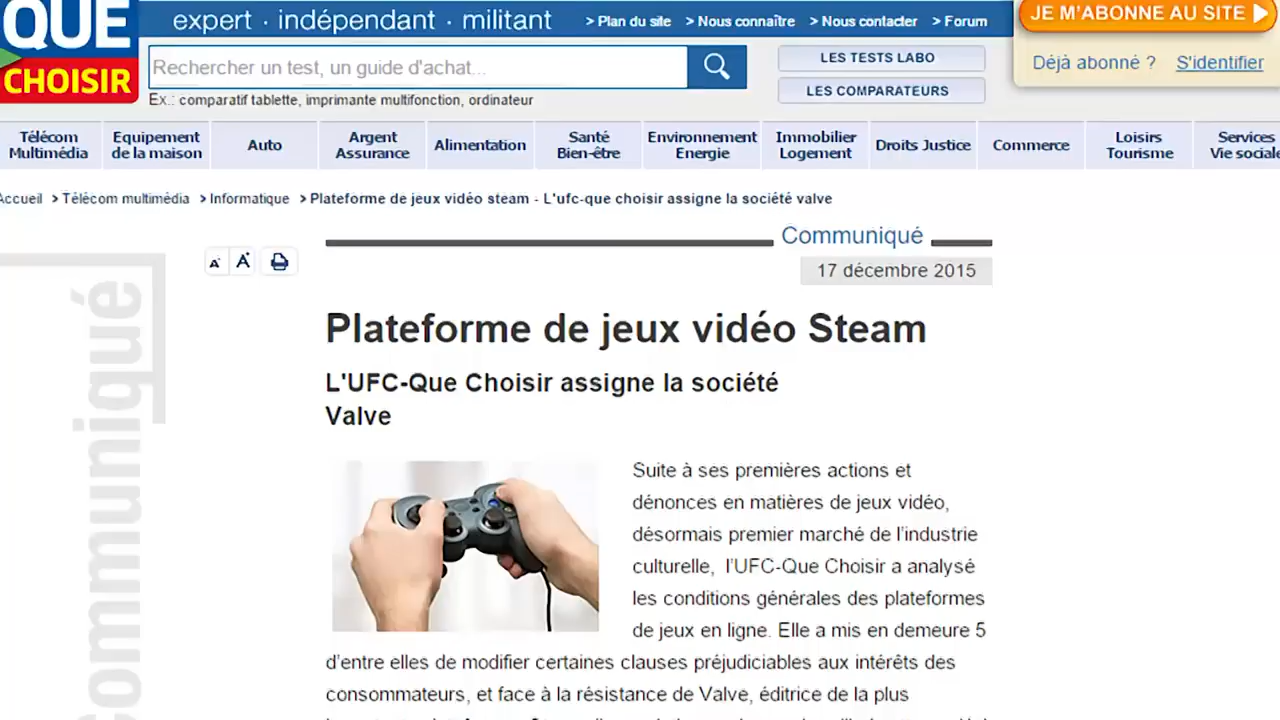 QUE
CHOISIR
expert · indépendant · militant
> Plan du site > Nous connaître > Nous contacter > Forum
JE M'ABONNE AU SITE
Déjà abonné ? S'identifier
Rechercher un test, un guide d'achat...
LES TESTS LABO
LES COMPARATEURS
Ex.: comparatif tablette, imprimante multifonction, ordinateur
Télécom
Multimédia
Equipement
de la maison
Auto
Argent
Assurance
Alimentation
Santé
Bien-être
Environnement
Energie
Immobilier
Logement
Droits Justice
Commerce
Loisirs
Tourisme
Services
Vie sociale
Accueil > Télécom multimédia > Informatique > Plateforme de jeux vidéo steam - L'ufc-que choisir assigne la société valve
Communiqué
17 décembre 2015
A A
communiqué
Plateforme de jeux vidéo Steam
L'UFC-Que Choisir assigne la société
Valve
Suite à ses premières actions et
dénonces en matières de jeux vidéo,
désormais premier marché de l'industrie
culturelle, l'UFC-Que Choisir a analysé
les conditions générales des plateformes
de jeux en ligne. Elle a mis en demeure 5
d'entre elles de modifier certaines clauses préjudiciables aux intérêts des
consommateurs, et face à la résistance de Valve, éditrice de la plus